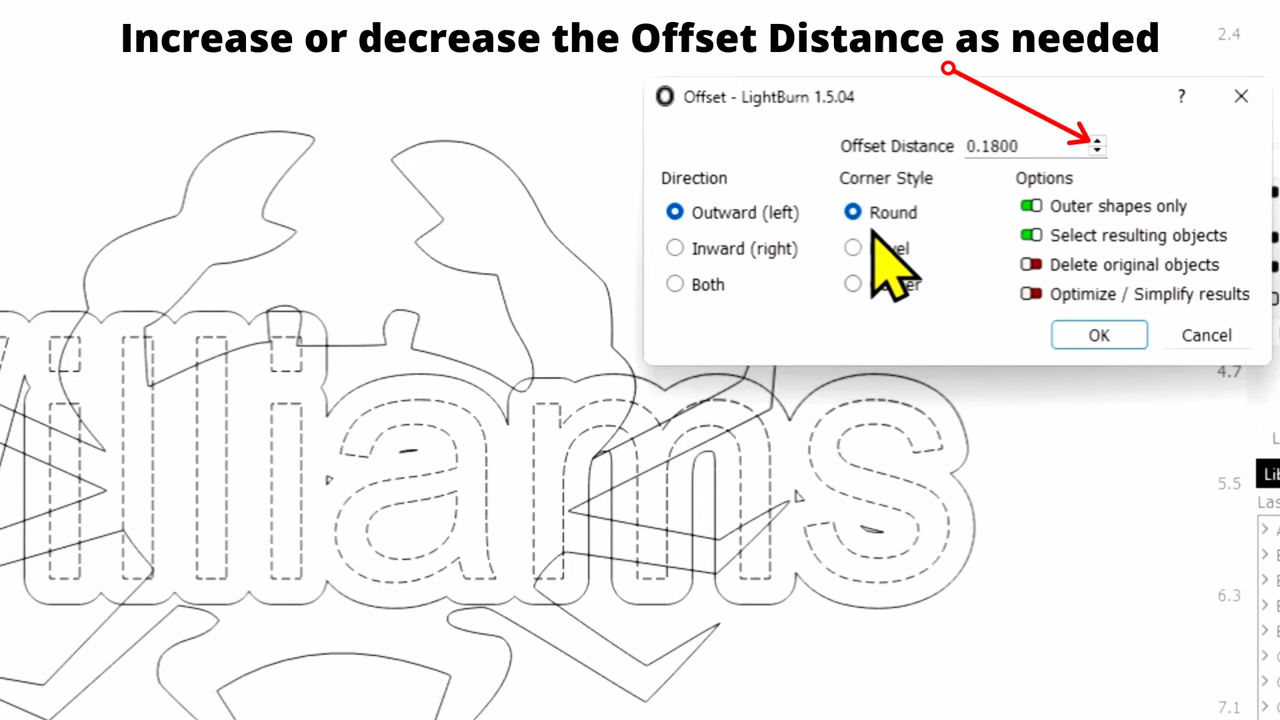 Increase or decrease the Offset Distance as needed
2.4
Offset - LightBurn 1.5.04
?
Offset Distance 0.1800
Direction
Corner Style
Options
Outward (left)
Round
Outer shapes only
Inward (right)
Select resulting objects
Both
Delete original objects
Optimize / Simplify results
OK
Cancel
4.7
illiams
5.5
6.3
7.1